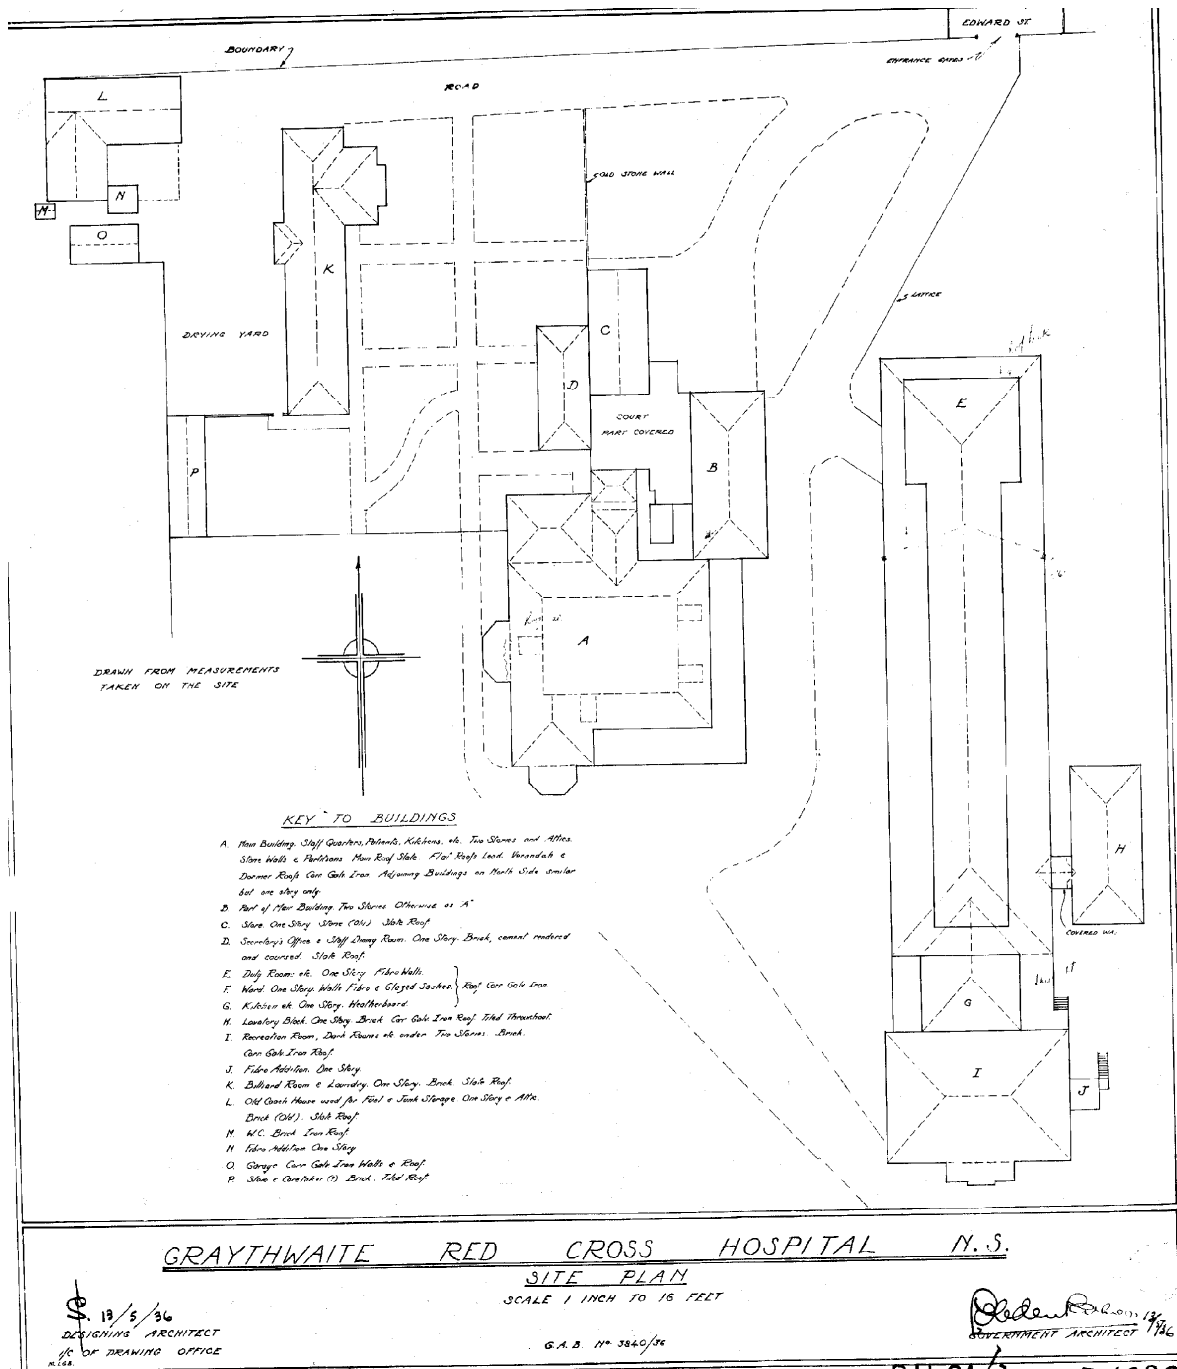 EDWARD ST.
BOUNDARY
ENTRANCE GATES
ROAD
L
OLD STONE WALL
N
M
O
K
LATTICE
C
DRYING YARD
D
E
COURT
PART COVERED
P
B
A
DRAWN FROM MEASUREMENTS
TAKEN ON THE SITE
H
COVERED WA.
G
I
J
KEY TO BUILDINGS
A. Main Building. Staff Quarters, Patients, Kitchens, etc. Two Stories and Attics.
Stone Walls & Partitions Main Roof Slate. Flat Roofs Lead. Verandah &
Dormer Roofs Corr Galv. Iron. Adjoining Buildings on North Side similar
but one story only.
B Part of Main Building. Two Stories. Otherwise as "A"
C. Store. One Story Stone (Old) Slate Roof
D. Secretary's Office & Staff Dining Room. One Story. Brick, cement rendered
and coursed. Slate Roof.
E. Duty Rooms etc. One Story Fibro Walls.
F. Ward. One Story. Walls Fibro & Glazed Sashes. Roof Corr Galv Iron
G. Kitchen etc One Story. Weatherboard.
H. Lavatory Block. One Story. Brick Corr Galv. Iron Roof. Tiled Throughout.
I. Recreation Room, Dark Rooms etc under Two Stories. Brick.
Corr Galv. Iron Roof.
J. Fibro Addition. One Story.
K. Billiard Room & Laundry. One Story. Brick Slate Roof.
L. Old Coach House used for Fuel & Junk Storage One Story & Attic.
Brick (Old). Slate Roof.
M. W.C. Brick Iron Roof.
N Fibro Addition One Story
O. Garage Corr Galv. Iron Walls & Roof.
P Store & Caretaker (?) Brick. Tiled Roof
GRAYTHWAITE RED CROSS HOSPITAL N.S.
SITE PLAN
SCALE 1 INCH TO 16 FEET
13/5/36
DESIGNING ARCHITECT
I/C OF DRAWING OFFICE
G.A.B. Nº 3840/36
GOVERNMENT ARCHITECT